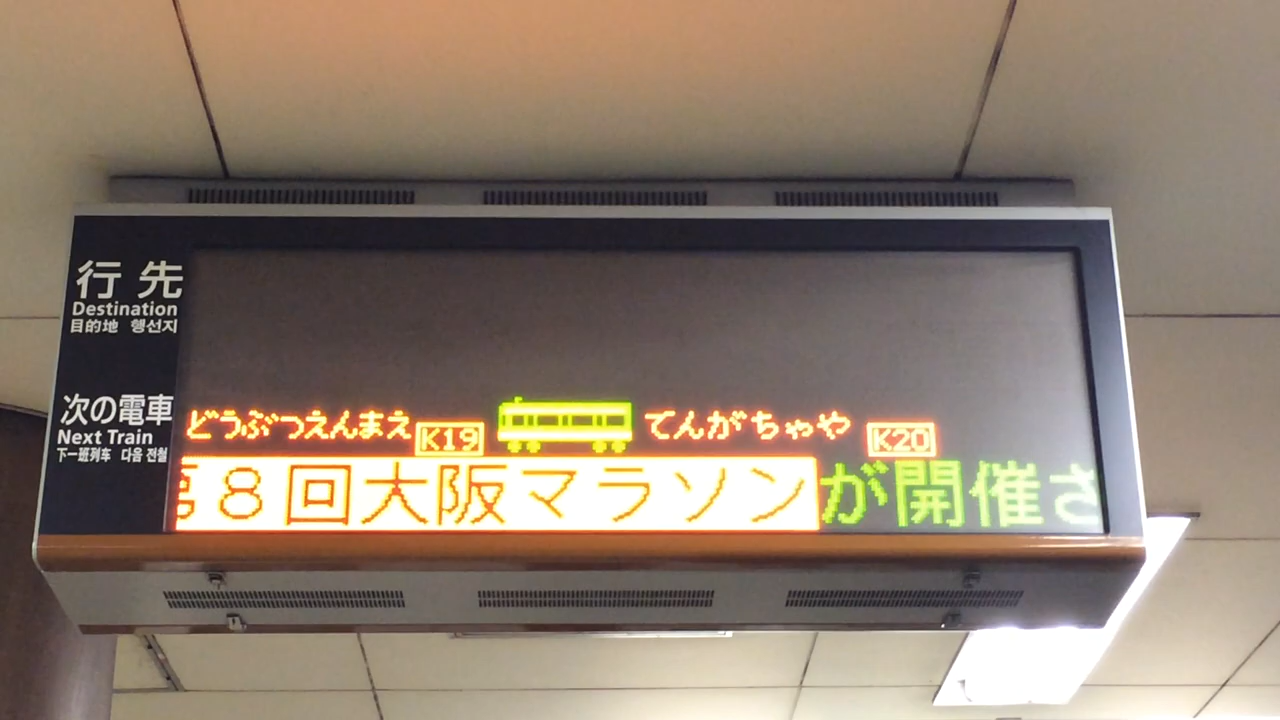 行先
Destination
目的地 행선지
次の電車
Next Train
下一班列车 다음 전철
どうぶつえんまえ K19 てんがちゃや K20
第8回大阪マラソンが開催さ